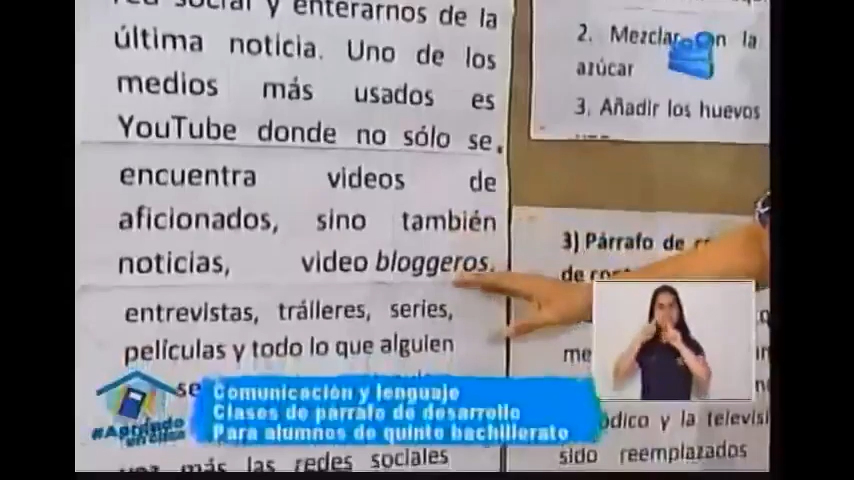 red social y enterarnos de la
última noticia. Uno de los
medios más usados es
YouTube donde no sólo se
encuentra videos de
aficionados, sino también
noticias, video bloggeros,
entrevistas, tráileres, series,
películas y todo lo que alguien
se
vez más las redes sociales
2. Mezclar con la
azúcar
3. Añadir los huevos
3) Párrafo de
de
me
y la televisi
sido reemplazados
#Aprendo
en casa
Comunicación y lenguaje
Clases de párrafo de desarrollo
Para alumnos de quinto bachillerato